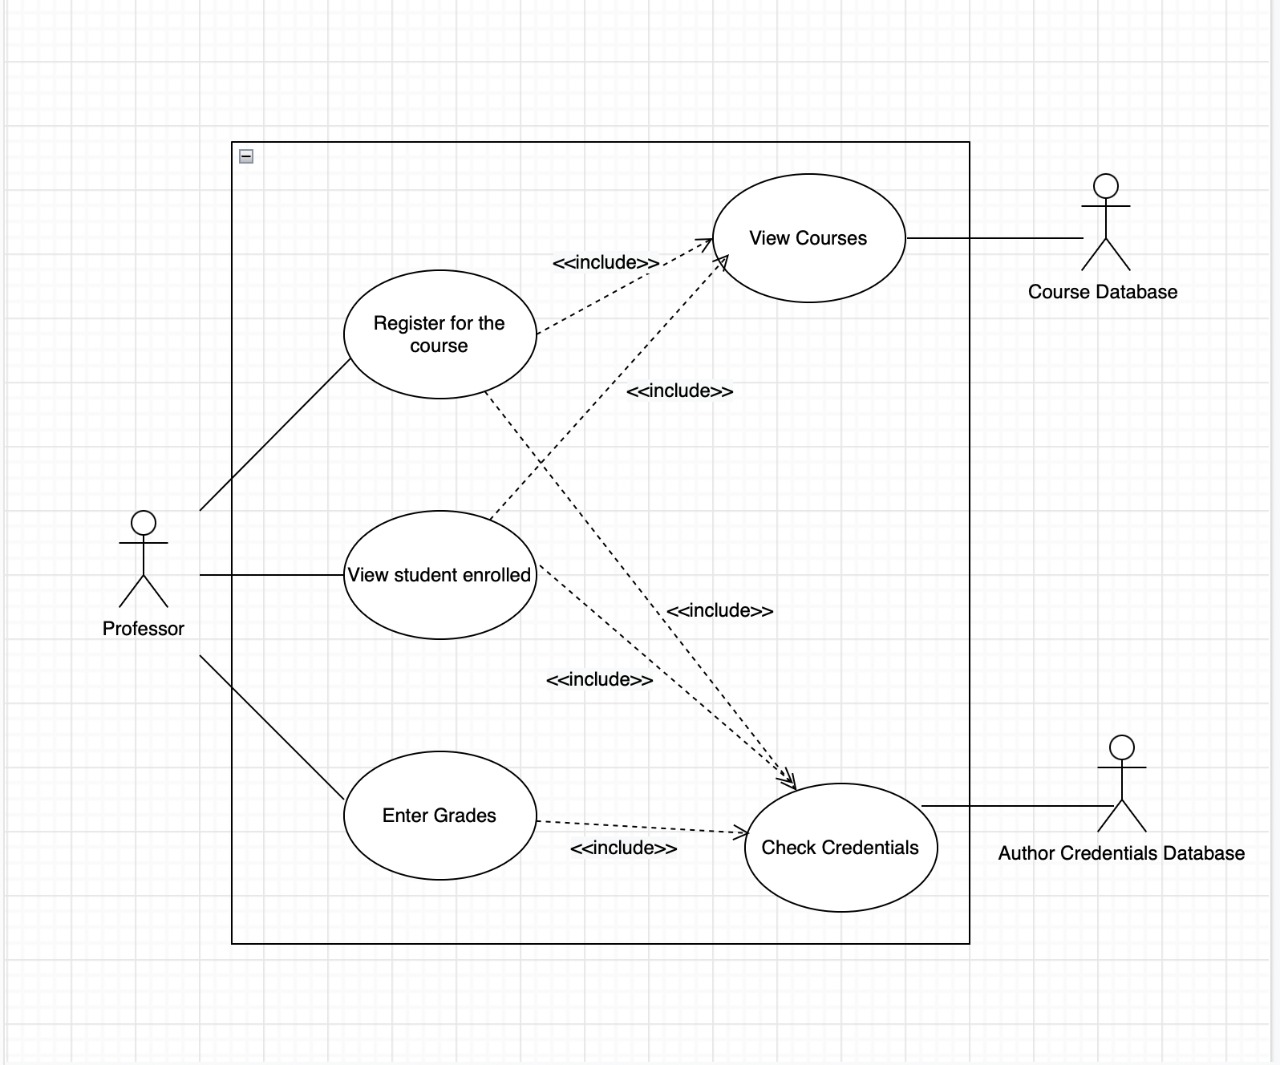 View Courses
<<include>>
Course Database
Register for the
course
<<include>>
View student enrolled
<<include>>
Professor
<<include>>
Enter Grades
<<include>>
Check Credentials
Author Credentials Database